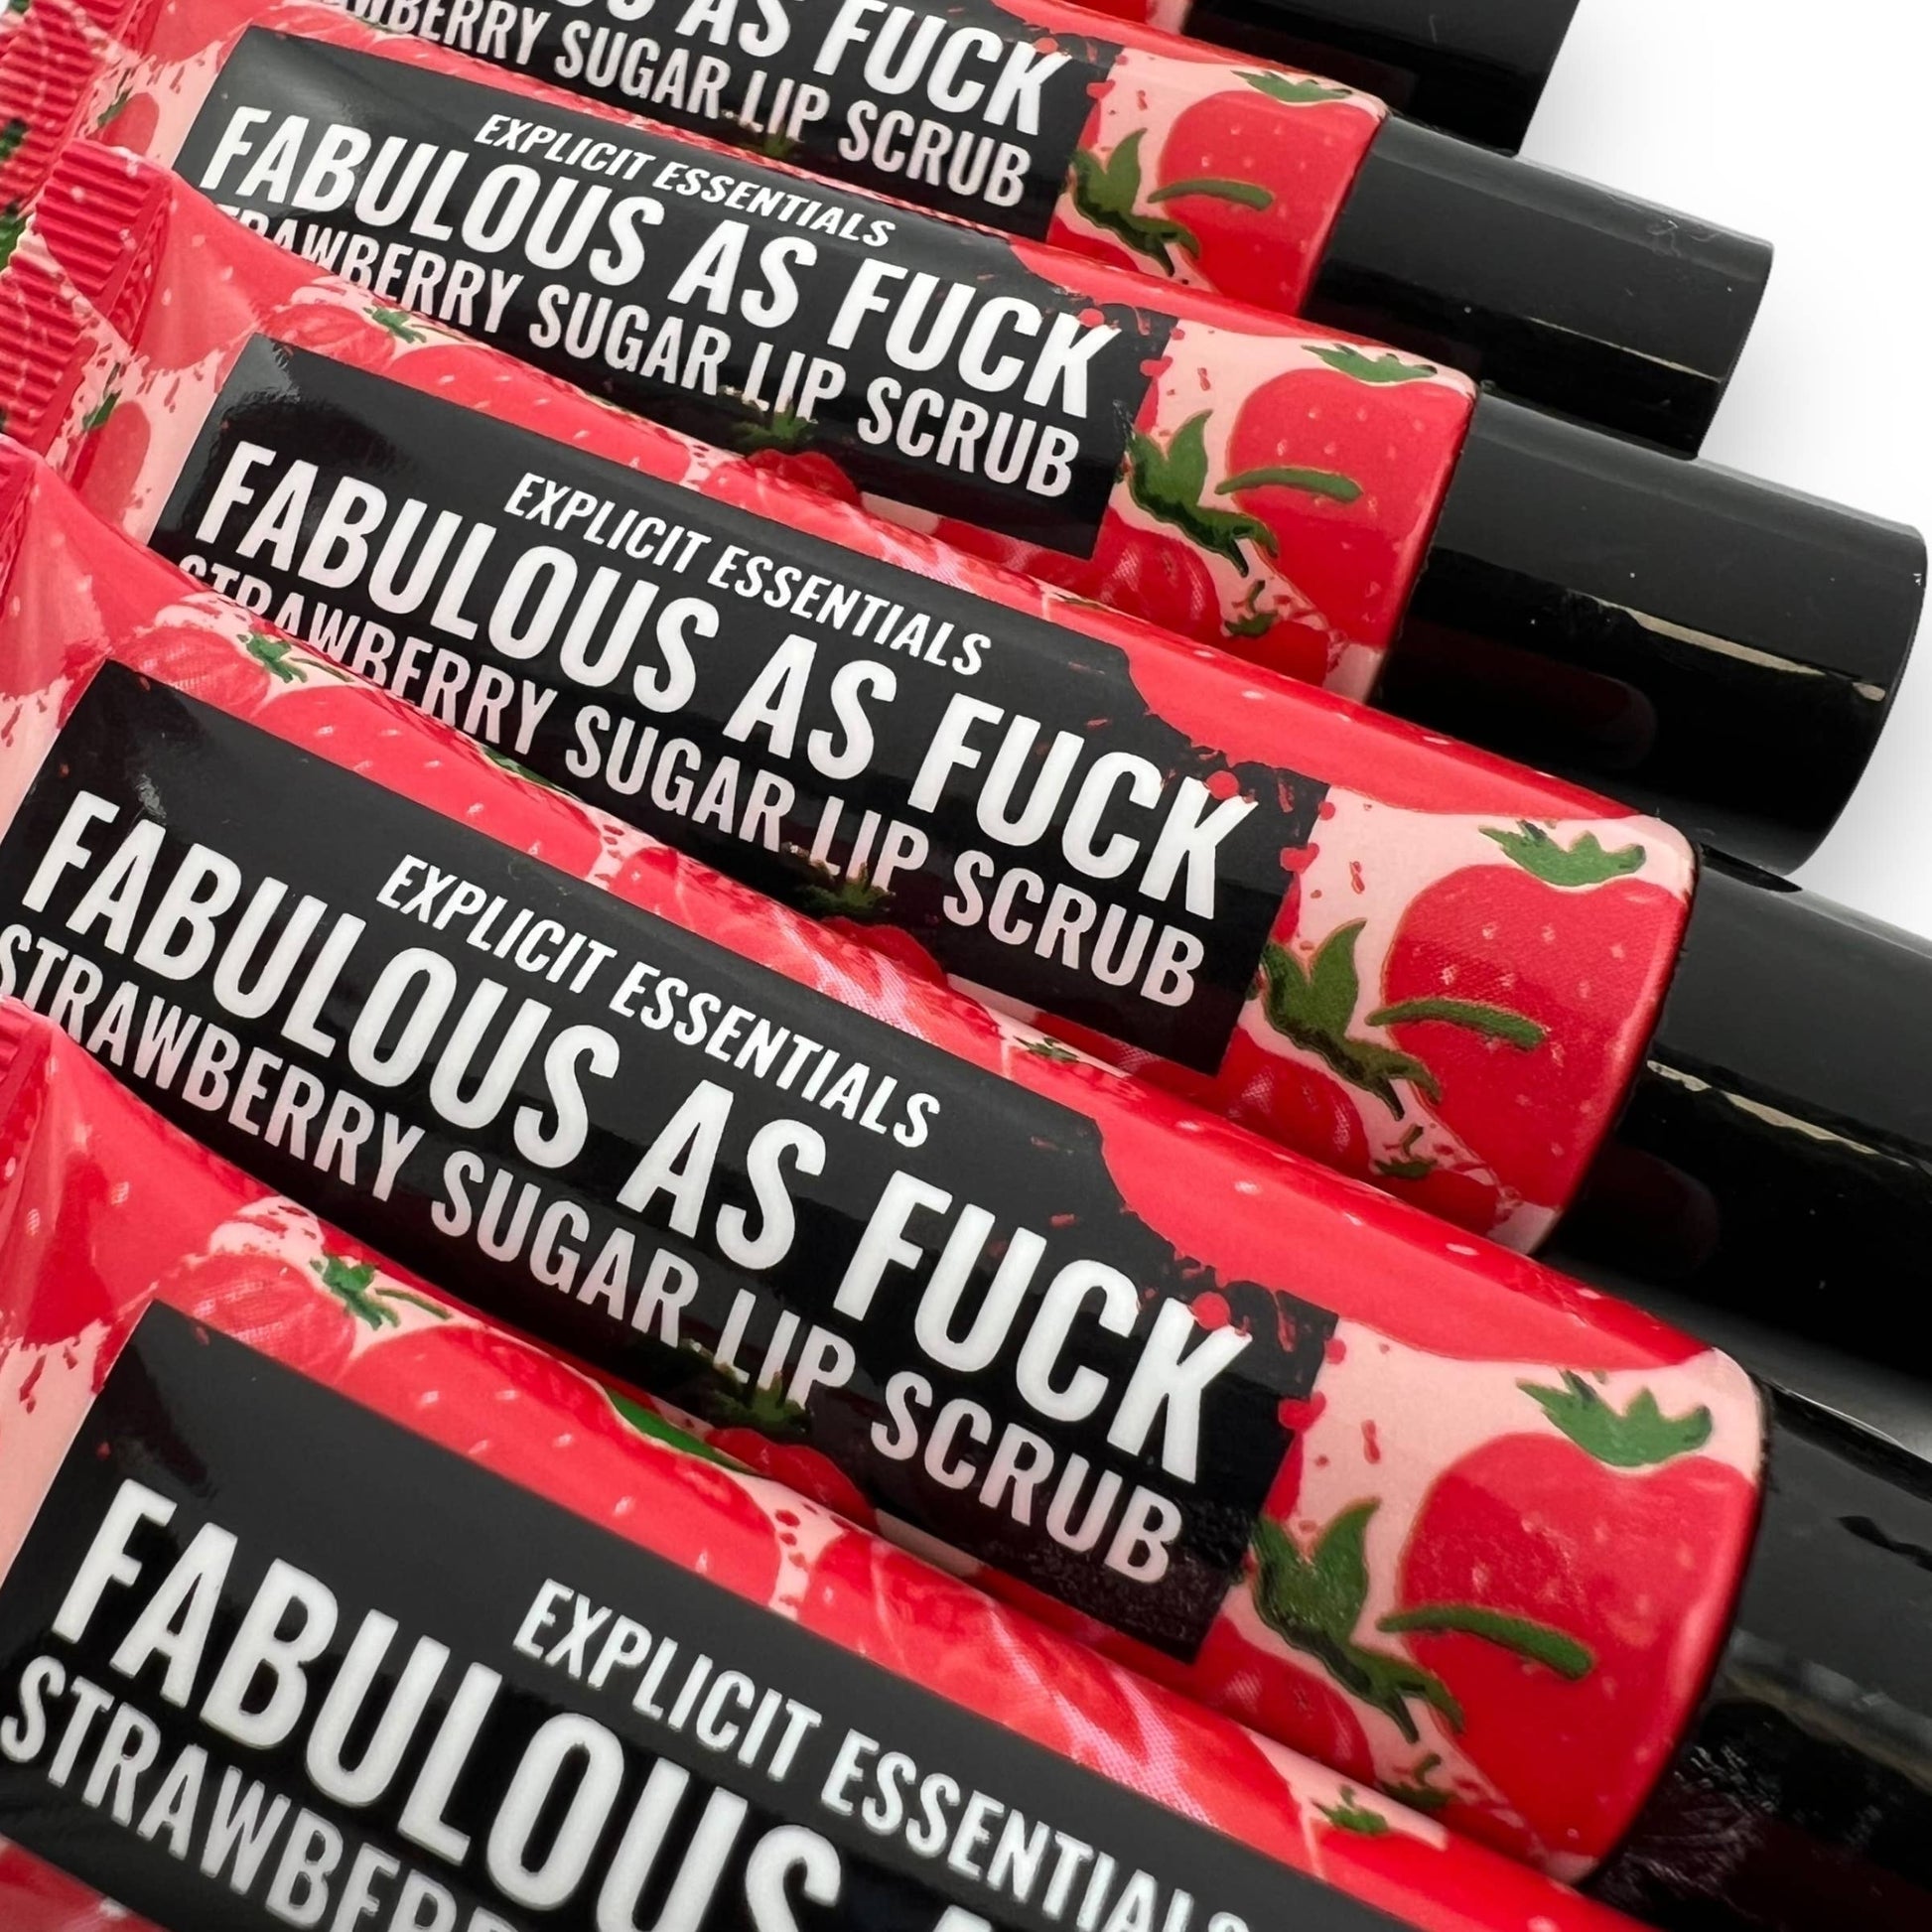 AS FUCK
SUGAR LIP SCRUB
EXPLICIT ESSENTIALS
FABULOUS AS FUCK
STRAWBERRY SUGAR LIP SCRUB
EXPLICIT ESSENTIALS
FABULOUS AS FUCK
STRAWBERRY SUGAR LIP SCRUB
EXPLICIT ESSENTIALS
FABULOUS AS FUCK
STRAWBERRY SUGAR LIP SCRUB
EXPLICIT ESSENTIALS
FABULOUS
STRAWBERRY